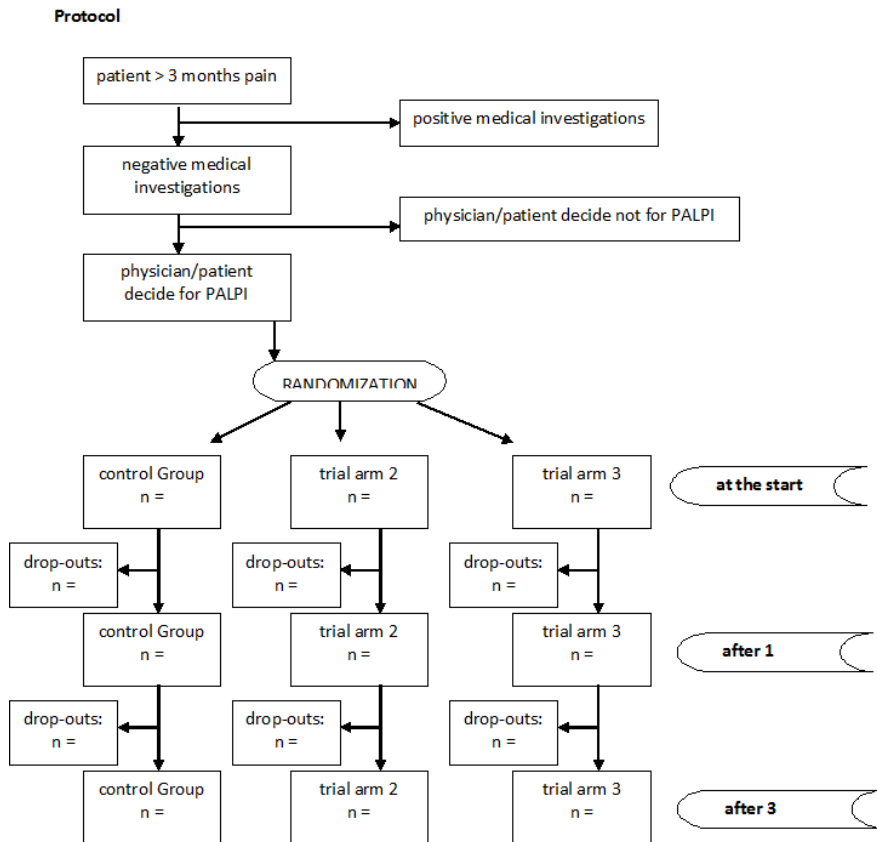 Protocol
patient > 3 months pain
positive medical investigations
negative medical
investigations
physician/patient decide not for PALPI
physician/patient
decide for PALPI
RANDOMIZATION
control Group
n =
trial arm 2
n =
trial arm 3
n =
at the start
drop-outs:
n =
drop-outs:
n =
drop-outs:
n =
control Group
n =
trial arm 2
n =
trial arm 3
n =
after 1
drop-outs:
n =
drop-outs:
n =
drop-outs:
n =
control Group
n =
trial arm 2
n =
trial arm 3
n =
after 3